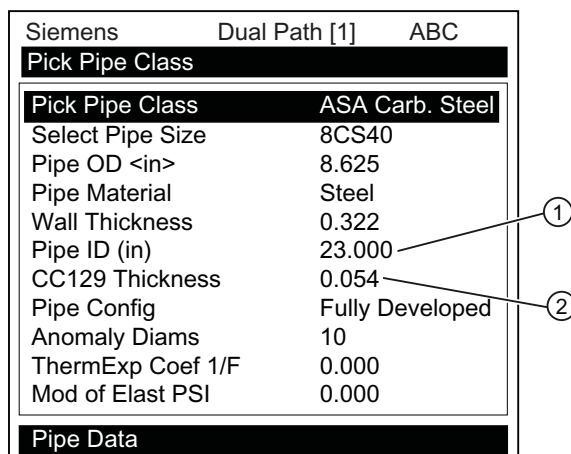 Siemens Dual Path [1] ABC
Pick Pipe Class
Pick Pipe Class ASA Carb. Steel
Select Pipe Size 8CS40
Pipe OD <in> 8.625
Pipe Material Steel
Wall Thickness 0.322
Pipe ID (in) 23.000 1
CC129 Thickness 0.054 2
Pipe Config Fully Developed
Anomaly Diams 10
ThermExp Coef 1/F 0.000
Mod of Elast PSI 0.000
Pipe Data